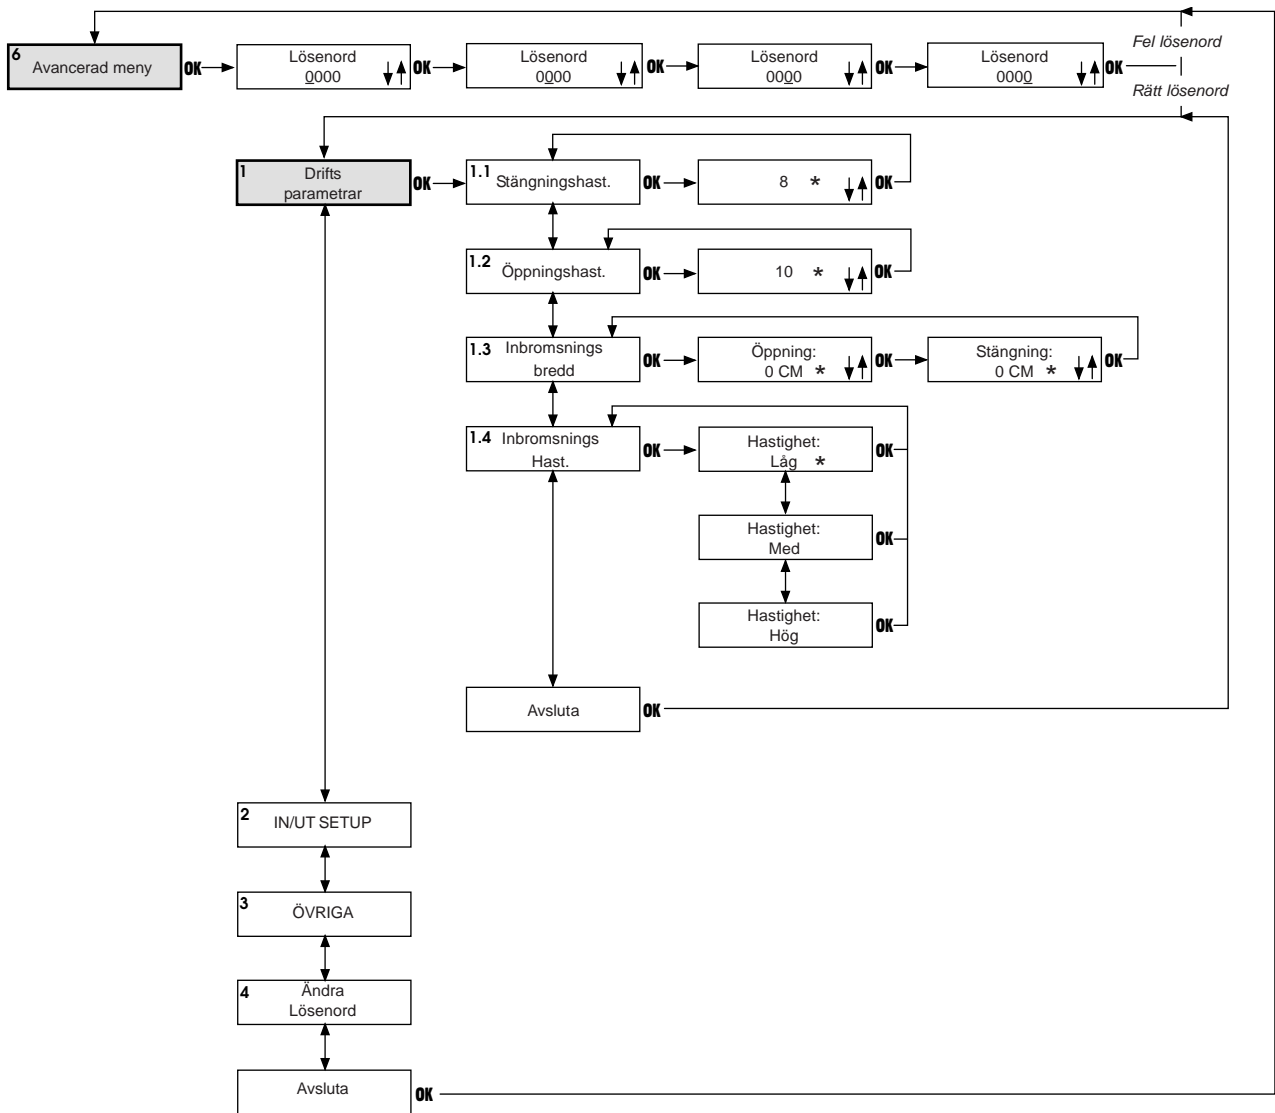 6
Avancerad meny
OK
Lösenord
0000
OK
Lösenord
0000
OK
Lösenord
0000
OK
Lösenord
0000
OK
Fel lösenord
Rätt lösenord
1
Drifts
parametrar
OK
1.1
Stängningshast.
OK
8 *
OK
1.2
Öppningshast.
OK
10 *
OK
1.3
Inbromsnings
bredd
OK
Öppning:
0 CM *
OK
Stängning:
0 CM *
OK
1.4
Inbromsnings
Hast.
OK
Hastighet:
Låg *
OK
Hastighet:
Med
OK
Hastighet:
Hög
OK
Avsluta
OK
2
IN/UT SETUP
3
ÖVRIGA
4
Ändra
Lösenord
Avsluta
OK